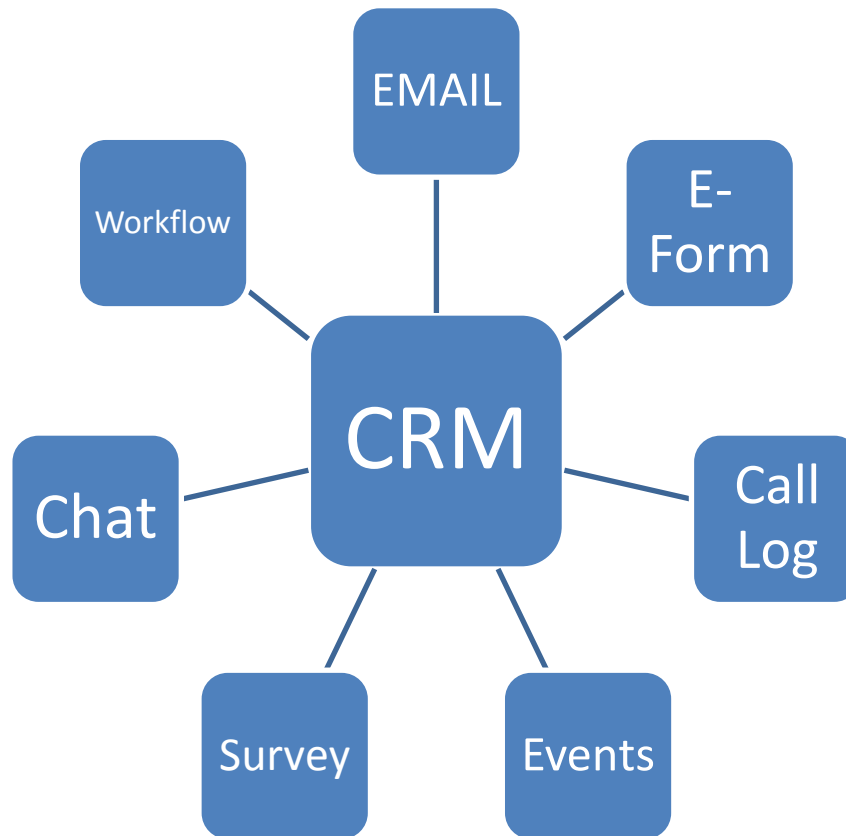 EMAIL
Workflow
E-
Form
CRM
Chat
Call
Log
Survey
Events